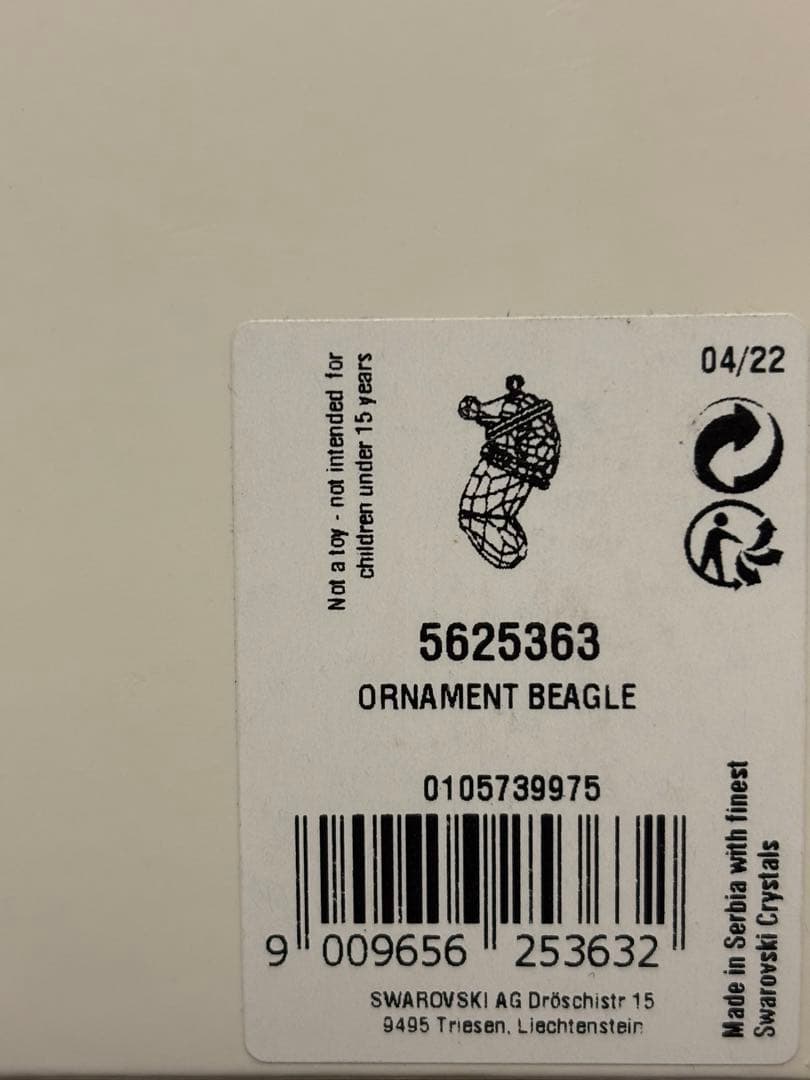 Not a toy - not intended for
children under 15 years
04/22
5625363
ORNAMENT BEAGLE
0105739975
9 009656 253632
SWAROVSKI AG Dröschistr 15
9495 Triesen, Liechtenstein
Made in Serbia with finest
Swarovski Crystals